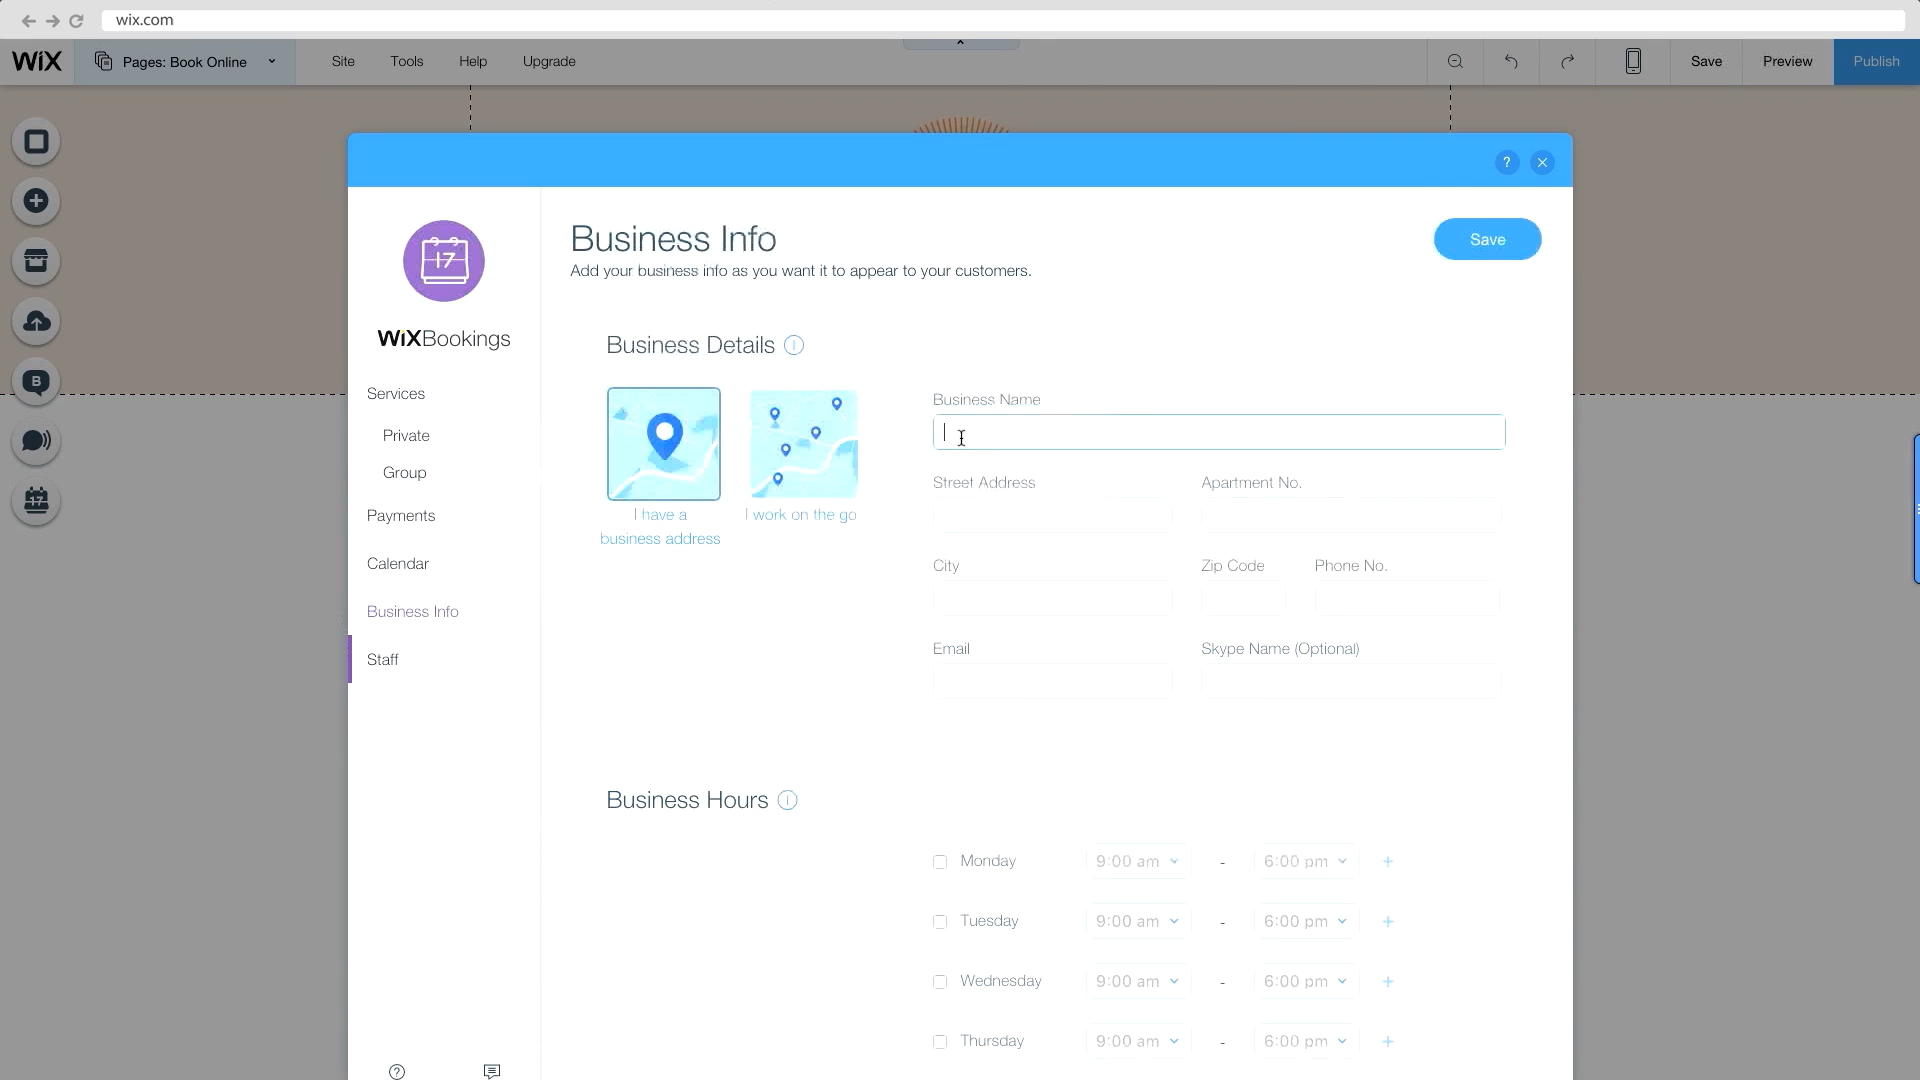 wix.com
WiX
Pages: Book Online
Site
Tools
Help
Upgrade
Save
Preview
Publish
?
17
WiXBookings
Services
Private
Group
Payments
Calendar
Business Info
Staff
Business Info
Add your business info as you want it to appear to your customers.
Save
Business Details
I have a
business address
I work on the go
Business Name
Street Address
Apartment No.
City
Zip Code
Phone No.
Email
Skype Name (Optional)
Business Hours
Monday 9:00 am - 6:00 pm +
Tuesday 9:00 am - 6:00 pm +
Wednesday 9:00 am - 6:00 pm +
Thursday 9:00 am - 6:00 pm +
B
17
?